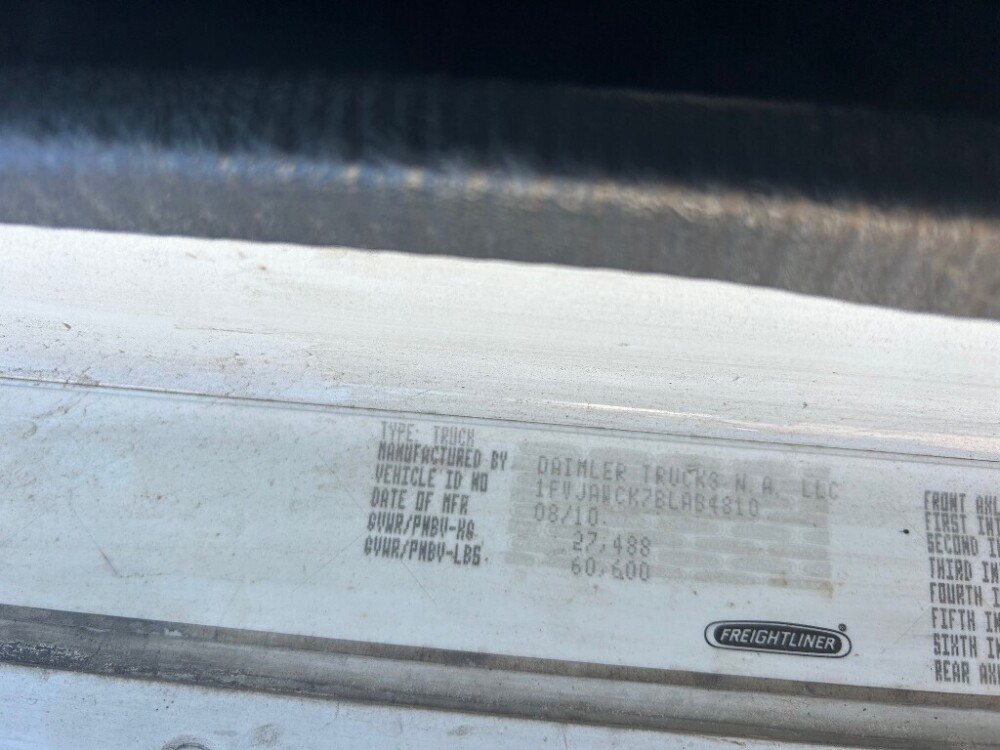 TYPE: TRUCK
MANUFACTURED BY DAIMLER TRUCKS N.A. LLC
VEHICLE ID NO 1FVJAWCK7BLAB4810
DATE OF MFR 08/10
GVWR/PNBV-KG. 27,488
GVWR/PNBV-LBS. 60,600
FREIGHTLINER®
FRONT AXL
FIRST INT
SECOND IN
THIRD IN
FOURTH I
FIFTH IN
SIXTH IN
REAR AXL